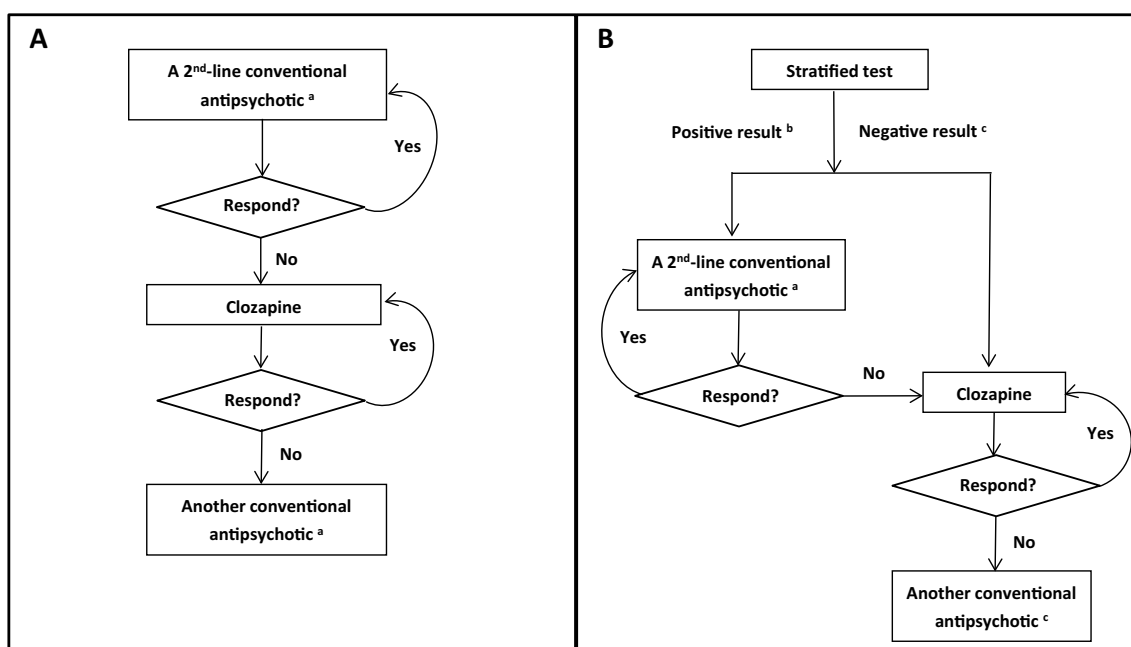 A
A 2nd-line conventional
antipsychotic a
Yes
Respond?
No
Clozapine
Yes
Respond?
No
Another conventional
antipsychotic a
B
Stratified test
Positive result b
Negative result c
A 2nd-line conventional
antipsychotic a
Yes
Respond?
No
Clozapine
Yes
Respond?
No
Another conventional
antipsychotic c